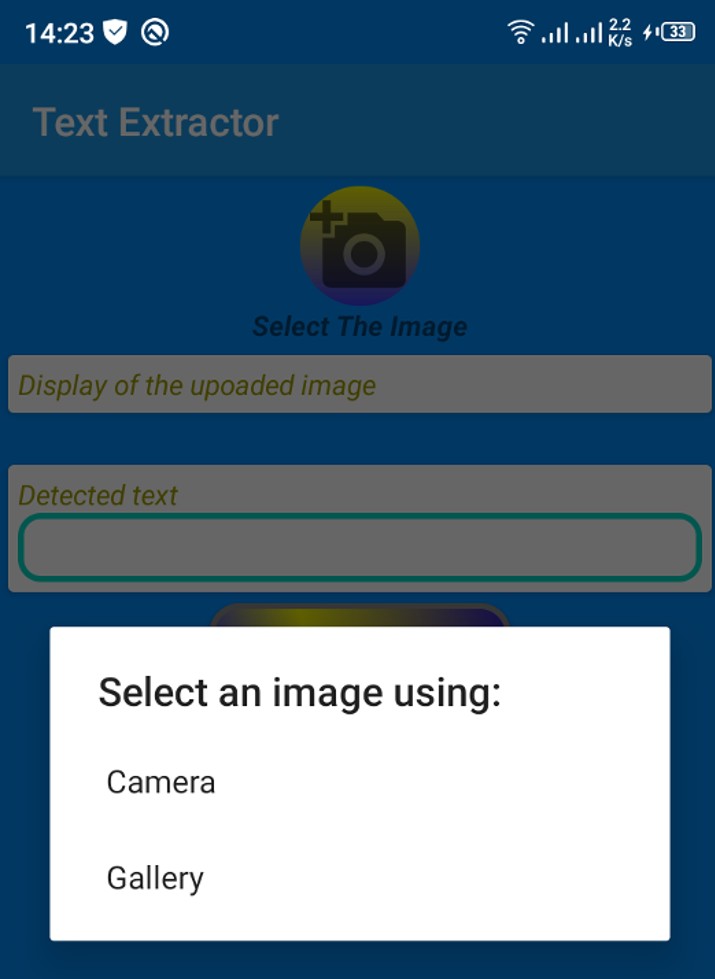 14:23 2.2 K/s 33
Text Extractor
Select The Image
Display of the upoaded image
Detected text
Select an image using:
Camera
Gallery